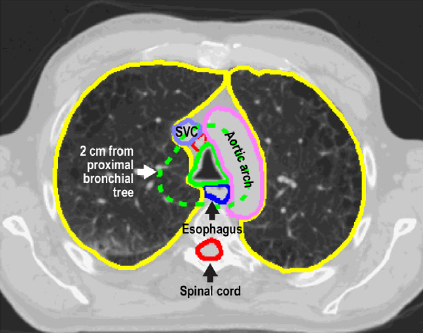 SVC
Aortic arch
2 cm from
proximal
bronchial
tree
Esophagus
Spinal cord